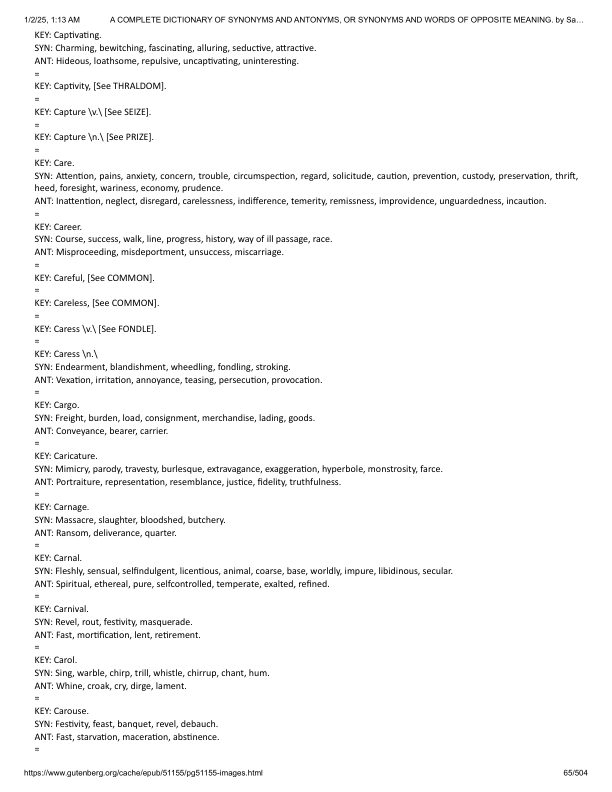 1/2/25, 1:13 AM A COMPLETE DICTIONARY OF SYNONYMS AND ANTONYMS, OR SYNONYMS AND WORDS OF OPPOSITE MEANING. by Sa…
KEY: Captivating.
SYN: Charming, bewitching, fascinating, alluring, seductive, attractive.
ANT: Hideous, loathsome, repulsive, uncaptivating, uninteresting.
=
KEY: Captivity, [See THRALDOM].
=
KEY: Capture \v.\ [See SEIZE].
=
KEY: Capture \n.\ [See PRIZE].
=
KEY: Care.
SYN: Attention, pains, anxiety, concern, trouble, circumspection, regard, solicitude, caution, prevention, custody, preservation, thrift,
heed, foresight, wariness, economy, prudence.
ANT: Inattention, neglect, disregard, carelessness, indifference, temerity, remissness, improvidence, unguardedness, incaution.
=
KEY: Career.
SYN: Course, success, walk, line, progress, history, way of ill passage, race.
ANT: Misproceeding, misdeportment, unsuccess, miscarriage.
=
KEY: Careful, [See COMMON].
=
KEY: Careless, [See COMMON].
=
KEY: Caress \v.\ [See FONDLE].
=
KEY: Caress \n.\
SYN: Endearment, blandishment, wheedling, fondling, stroking.
ANT: Vexation, irritation, annoyance, teasing, persecution, provocation.
=
KEY: Cargo.
SYN: Freight, burden, load, consignment, merchandise, lading, goods.
ANT: Conveyance, bearer, carrier.
=
KEY: Caricature.
SYN: Mimicry, parody, travesty, burlesque, extravagance, exaggeration, hyperbole, monstrosity, farce.
ANT: Portraiture, representation, resemblance, justice, fidelity, truthfulness.
=
KEY: Carnage.
SYN: Massacre, slaughter, bloodshed, butchery.
ANT: Ransom, deliverance, quarter.
=
KEY: Carnal.
SYN: Fleshly, sensual, selfindulgent, licentious, animal, coarse, base, worldly, impure, libidinous, secular.
ANT: Spiritual, ethereal, pure, selfcontrolled, temperate, exalted, refined.
=
KEY: Carnival.
SYN: Revel, rout, festivity, masquerade.
ANT: Fast, mortification, lent, retirement.
=
KEY: Carol.
SYN: Sing, warble, chirp, trill, whistle, chirrup, chant, hum.
ANT: Whine, croak, cry, dirge, lament.
=
KEY: Carouse.
SYN: Festivity, feast, banquet, revel, debauch.
ANT: Fast, starvation, maceration, abstinence.
=
https://www.gutenberg.org/cache/epub/51155/pg51155-images.html 65/504